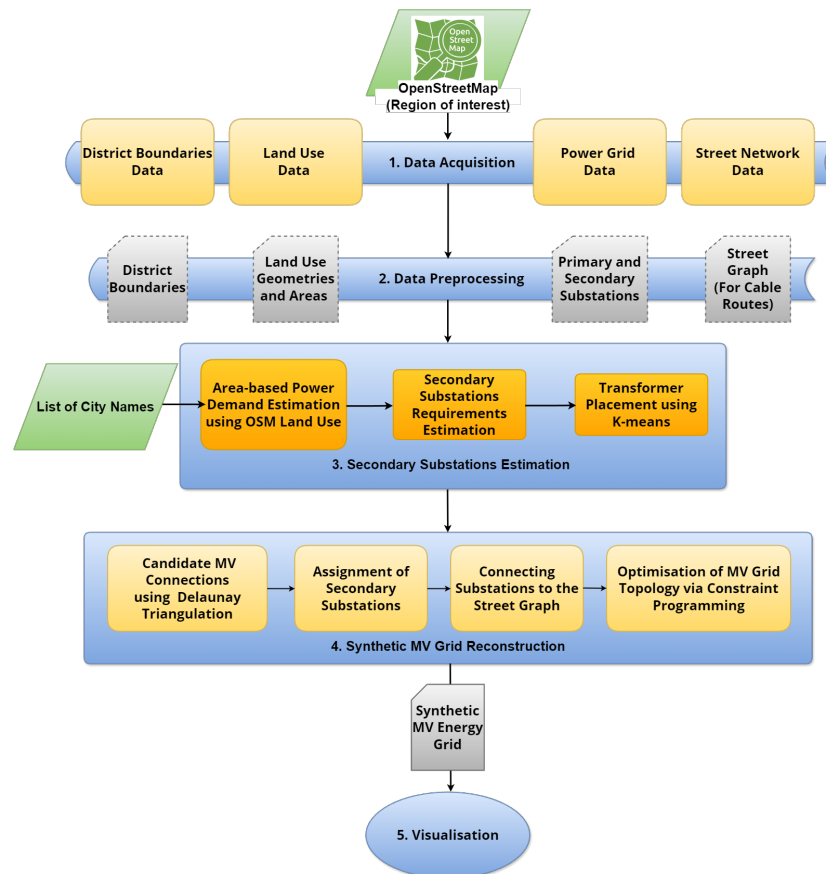 Open
Street
Map
OpenStreetMap
(Region of interest)
District Boundaries
Data
Land Use
Data
1. Data Acquisition
Power Grid
Data
Street Network
Data
District
Boundaries
Land Use
Geometries
and Areas
2. Data Preprocessing
Primary and
Secondary
Substations
Street
Graph
(For Cable
Routes)
List of City Names
Area-based Power
Demand Estimation
using OSM Land Use
Secondary
Substations
Requirements
Estimation
Transformer
Placement using
K-means
3. Secondary Substations Estimation
Candidate MV
Connections
using Delaunay
Triangulation
Assignment of
Secondary
Substations
Connecting
Substations to the
Street Graph
Optimisation of MV Grid
Topology via Constraint
Programming
4. Synthetic MV Grid Reconstruction
Synthetic
MV Energy
Grid
5. Visualisation